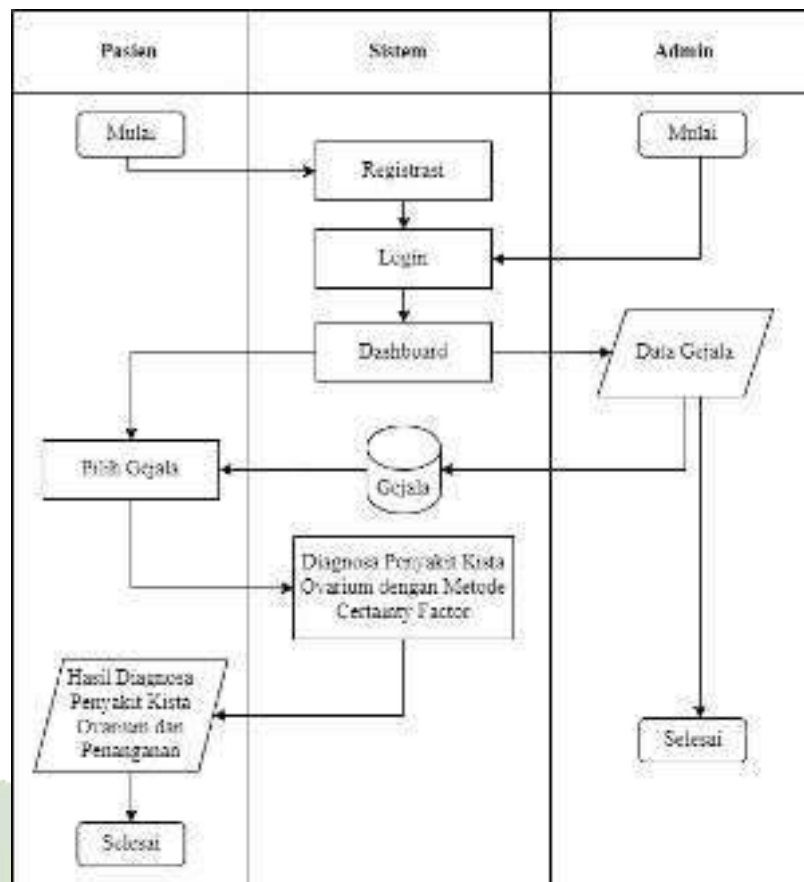 Pasien
Sistem
Admin
Mulai
Mulai
Registrasi
Login
Dashboard
Data Gejala
Pilih Gejala
Gejala
Diagnosa Penyakit Kista
Ovarium dengan Metode
Certainty Factor
Hasil Diagnosa
Penyakit Kista
Ovarium dan
Penanganan
Selesai
Selesai